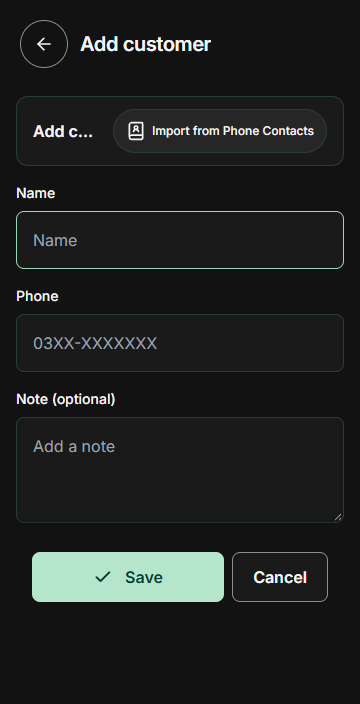 Add customer
Add c...
Import from Phone Contacts
Name
Name
Phone
03XX-XXXXXXX
Note (optional)
Add a note
Save
Cancel